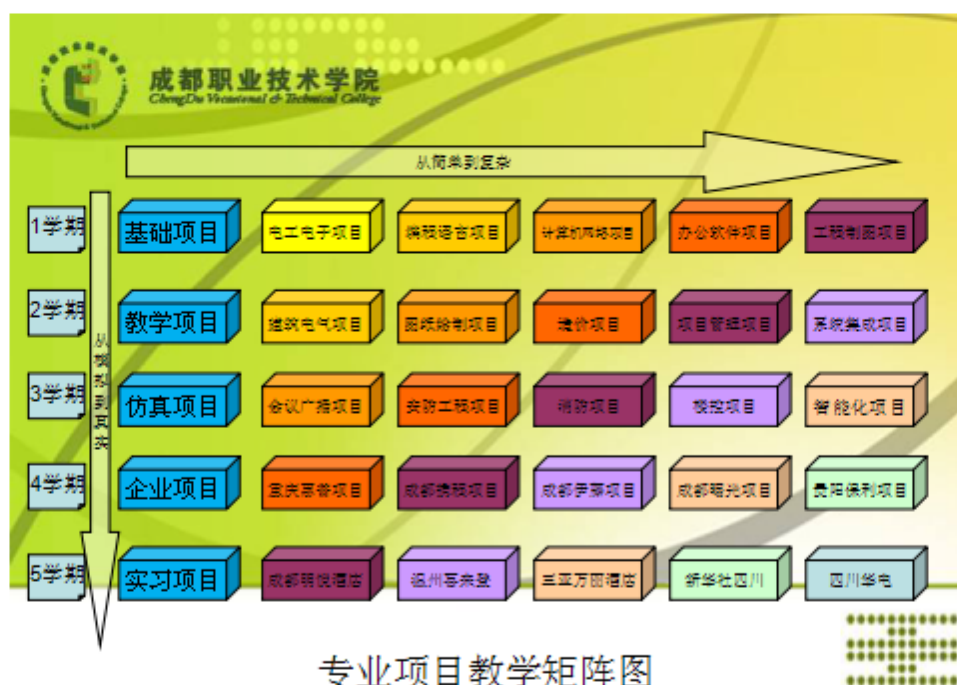 成都职业技术学院
ChengDu Vocational & Technical College
从简单到复杂
从模拟到真实
1学期 基础项目 电工电子项目 编程语言项目 计算机网络项目 办公软件项目 工程制图项目
2学期 教学项目 建筑电气项目 图纸绘制项目 造价项目 项目管理项目 系统集成项目
3学期 仿真项目 会议广播项目 安防工程项目 消防项目 楼控项目 智能化项目
4学期 企业项目 重庆惠普项目 成都携程项目 成都伊藤项目 成都曙光项目 贵阳保利项目
5学期 实习项目 成都明悦酒店 温州喜来登 三亚万丽酒店 新华社四川 四川华电
专业项目教学矩阵图